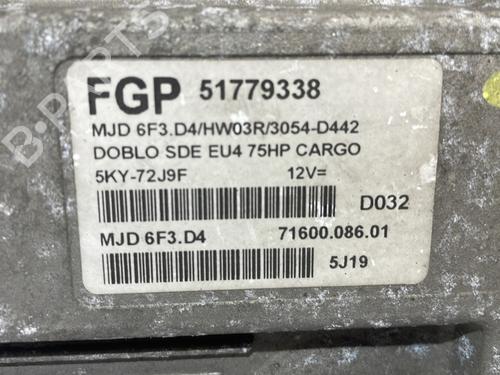 B-PARTS
FGP 51779338
MJD 6F3.D4/HW03R/3054-D442
DOBLO SDE EU4 75HP CARGO
5KY-72J9F 12V=
D032
MJD 6F3.D4 71600.086.01
5J19